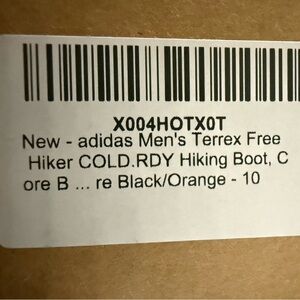 X004HOTX0T
New - adidas Men's Terrex Free
Hiker COLD.RDY Hiking Boot, C
ore B ... re Black/Orange - 10